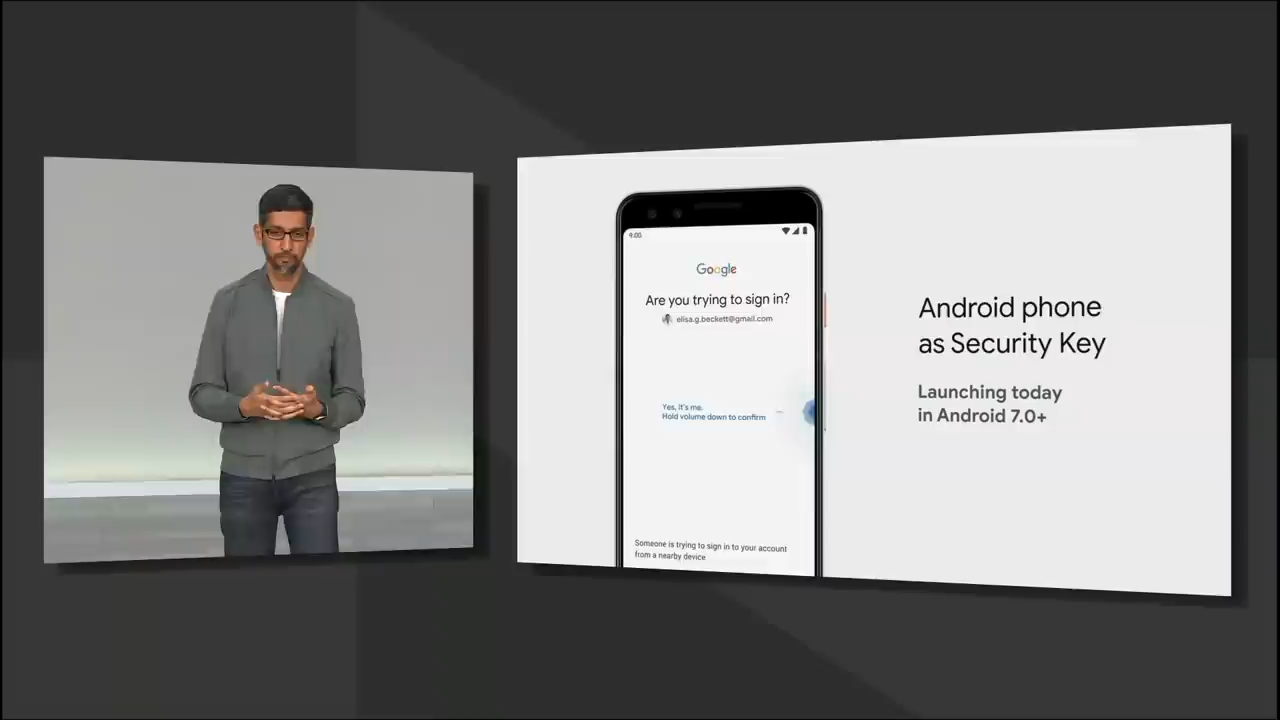 9:00
Google
Are you trying to sign in?
elisa.g.beckett@gmail.com
Yes, it's me.
Hold volume down to confirm
Someone is trying to sign in to your account
from a nearby device
Android phone
as Security Key
Launching today
in Android 7.0+